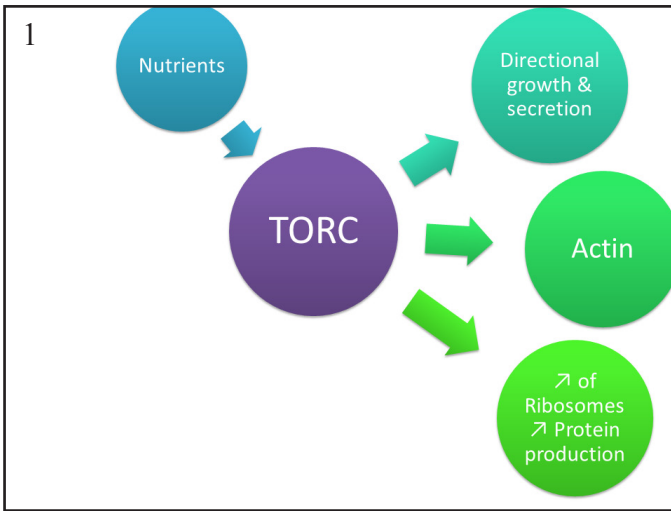 1
Nutrients
Directional
growth &
secretion
TORC
Actin
↗ of
Ribosomes
↗ Protein
production